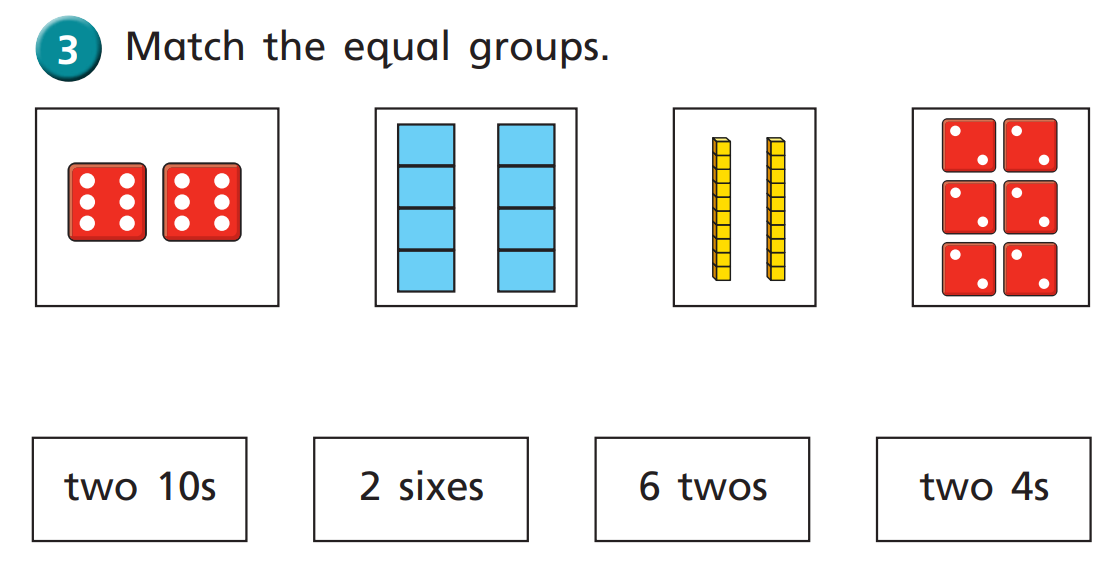 3 Match the equal groups.
two 10s
2 sixes
6 twos
two 4s